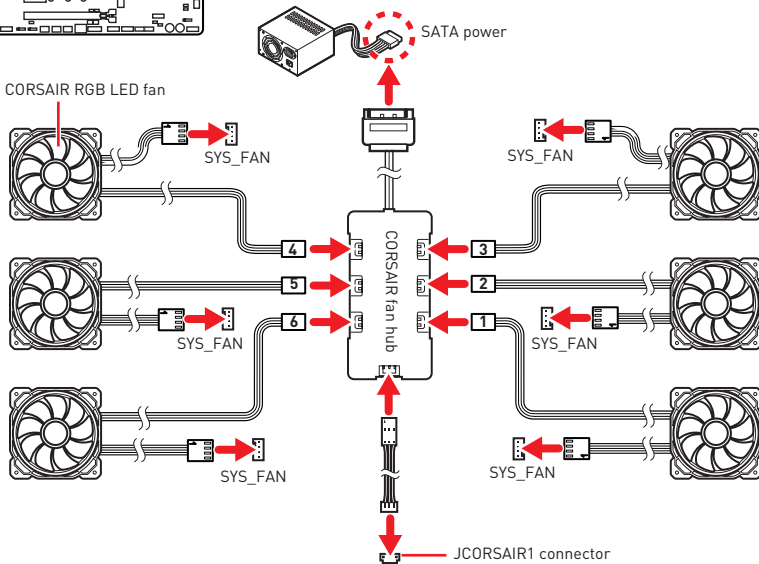 SATA power
CORSAIR RGB LED fan
SYS_FAN
SYS_FAN
4
3
CORSAIR fan hub
5
2
6
1
SYS_FAN
SYS_FAN
SYS_FAN
SYS_FAN
JCORSAIR1 connector